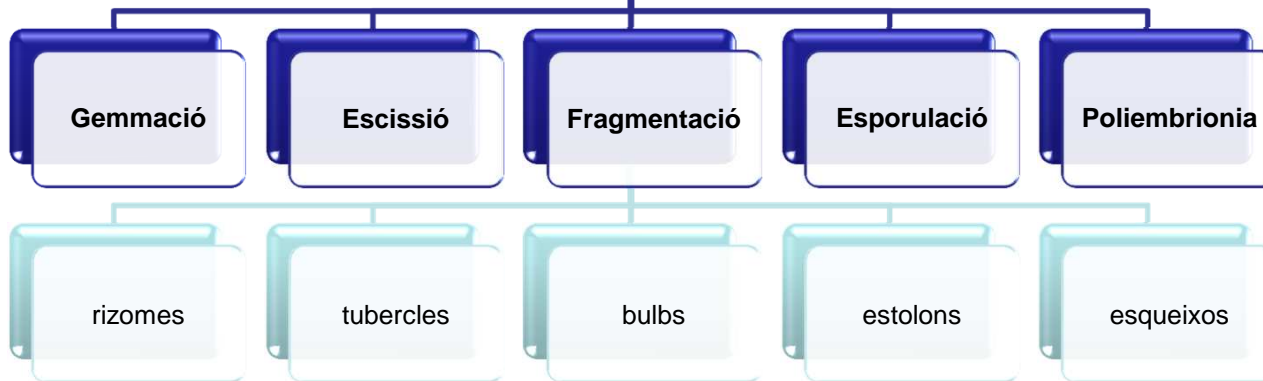 Gemmació
Escissió
Fragmentació
Esporulació
Poliembrionia
rizomes
tubercles
bulbs
estolons
esqueixos